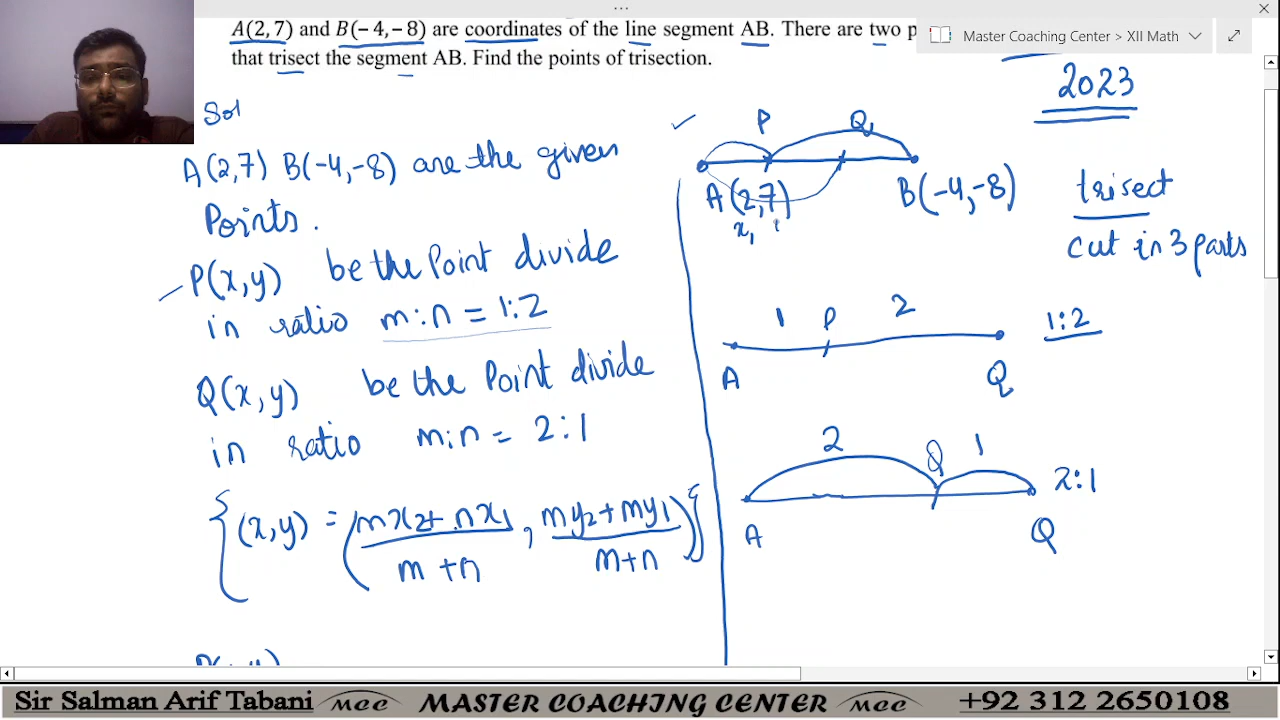 A(2, 7) and B(– 4, – 8) are coordinates of the line segment AB. There are two p
that trisect the segment AB. Find the points of trisection.
Master Coaching Center > XII Math
2023
Sol
A(2,7) B(-4,-8) are the given
Points.
P(x,y) be the Point divide
in ratio m:n = 1:2
Q(x,y) be the Point divide
in ratio m:n = 2:1
(x,y) = (mx2+ nx1 / m+n , my2+my1 / m+n)
P Q
A(2,7) B(-4,-8)
x1
trisect
cut in 3 parts
1 P 2 1:2
A Q
2 Q 1 2:1
A Q
Sir Salman Arif Tabani mcc MASTER COACHING CENTER mcc +92 312 2650108